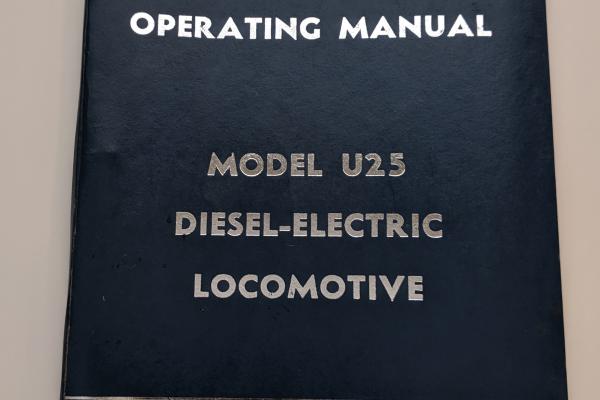 OPERATING MANUAL
MODEL U25
DIESEL-ELECTRIC
LOCOMOTIVE